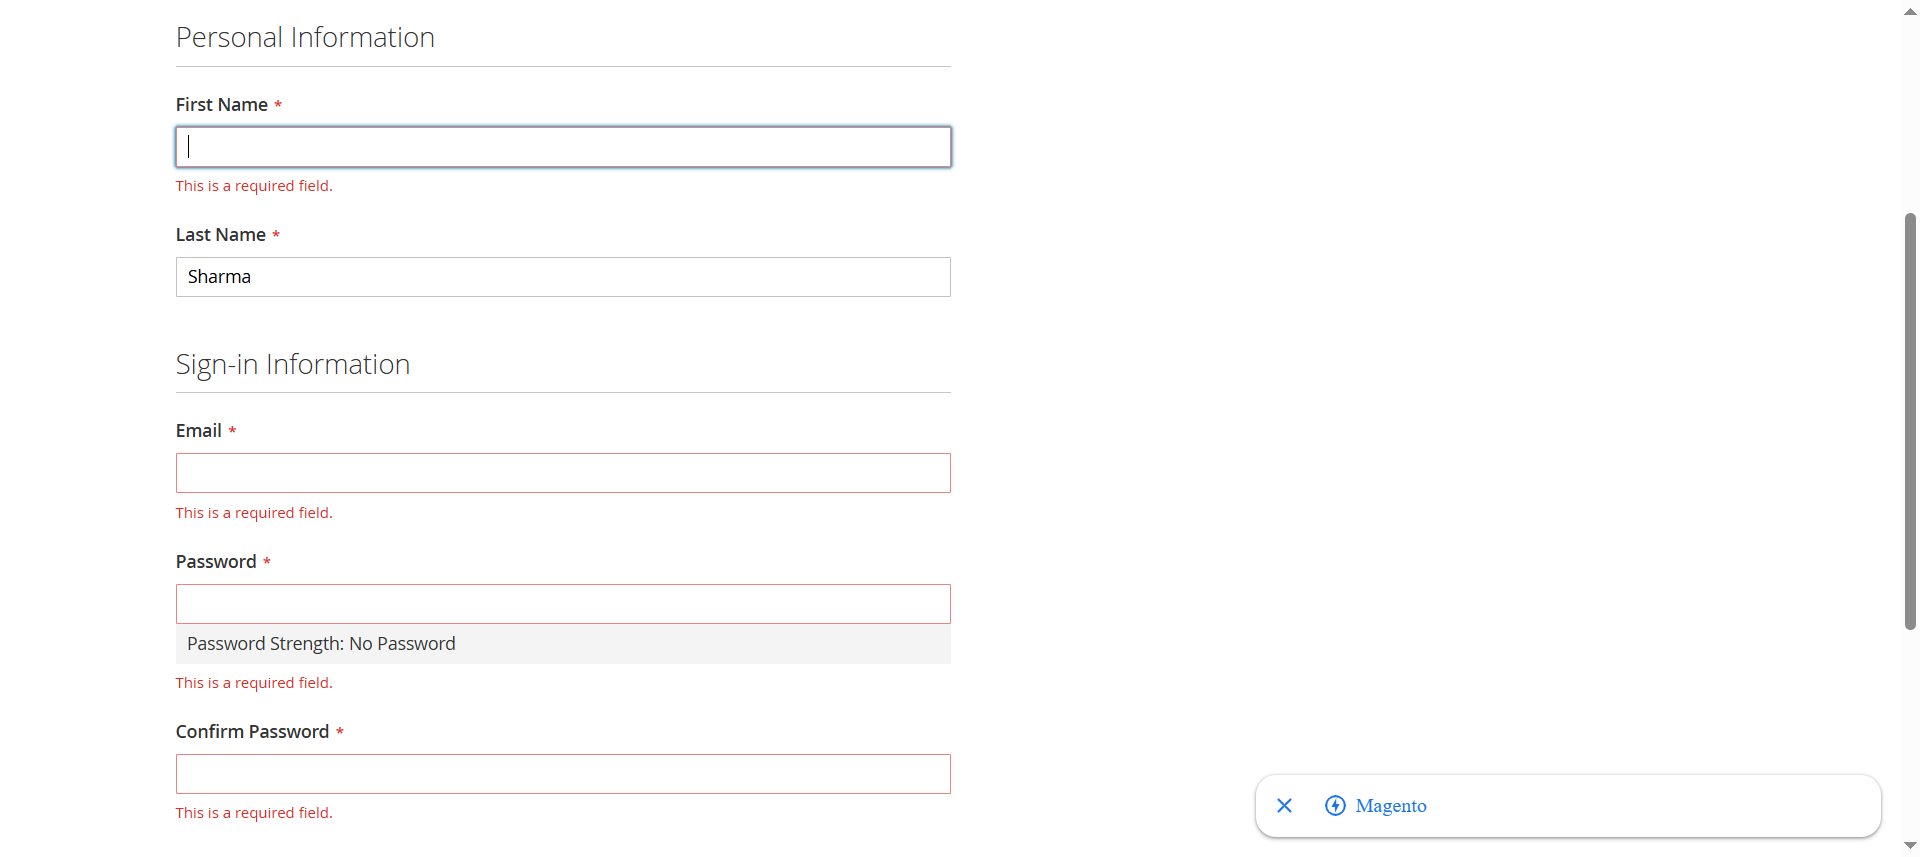 Personal Information
First Name *
This is a required field.
Last Name *
Sharma
Sign-in Information
Email *
This is a required field.
Password *
Password Strength: No Password
This is a required field.
Confirm Password *
This is a required field.
Magento